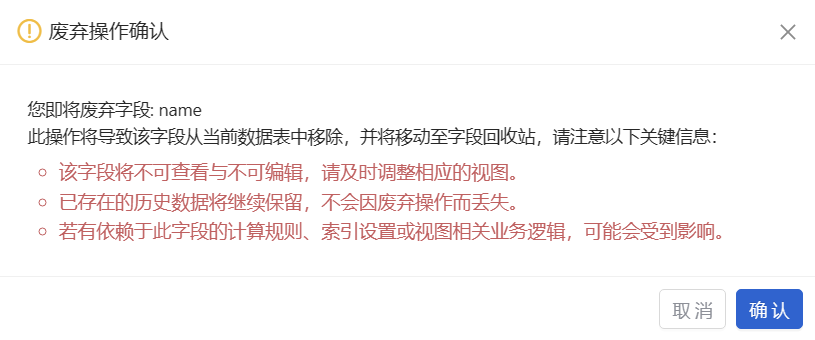 废弃操作确认
您即将废弃字段: name
此操作将导致该字段从当前数据表中移除，并将移动至字段回收站，请注意以下关键信息：
该字段将不可查看与不可编辑，请及时调整相应的视图。
已存在的历史数据将继续保留，不会因废弃操作而丢失。
若有依赖于此字段的计算规则、索引设置或视图相关业务逻辑，可能会受到影响。
取消 确认